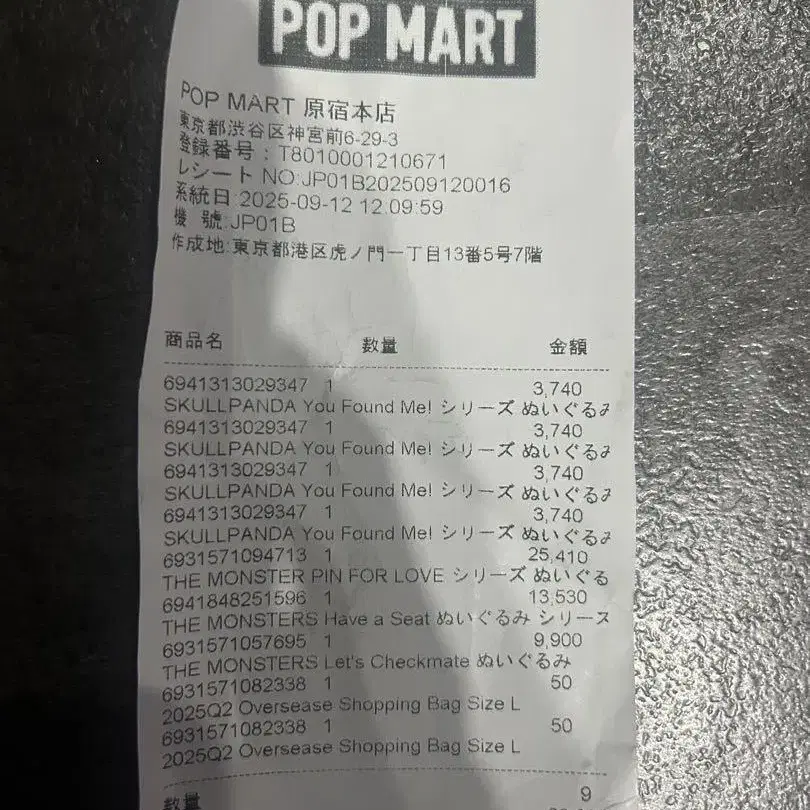 POP MART
POP MART 原宿本店
東京都渋谷区神宮前6-29-3
登録番号：T8010001210671
レシート NO:JP01B202509120016
系統日:2025-09-12 12:09:59
機 號:JP01B
作成地:東京都港区虎ノ門一丁目13番5号7階
商品名 数量 金額
6941313029347 1 3,740
SKULLPANDA You Found Me! シリーズ ぬいぐるみ
6941313029347 1 3,740
SKULLPANDA You Found Me! シリーズ ぬいぐるみ
6941313029347 1 3,740
SKULLPANDA You Found Me! シリーズ ぬいぐるみ
6941313029347 1 3,740
SKULLPANDA You Found Me! シリーズ ぬいぐるみ
6931571094713 1 25,410
THE MONSTER PIN FOR LOVE シリーズ ぬいぐる
6941848251596 1 13,530
THE MONSTERS Have a Seat ぬいぐるみ シリース
6931571057695 1 9,900
THE MONSTERS Let's Checkmate ぬいぐるみ
6931571082338 1 50
2025Q2 Oversease Shopping Bag Size L
6931571082338 1 50
2025Q2 Oversease Shopping Bag Size L
数量 9